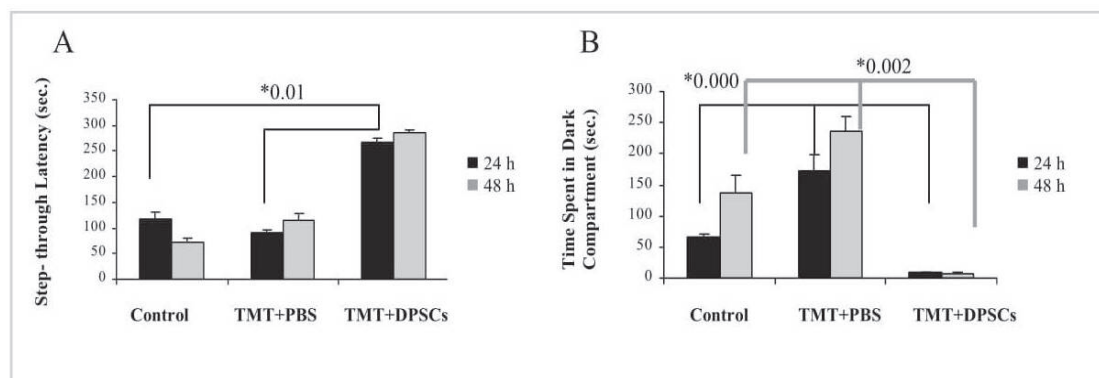 A
Step- through Latency (sec.)
350
300
250
200
150
100
50
0
*0.01
Control
TMT+PBS
TMT+DPSCs
24 h
48 h
B
Time Spent in Dark
Compartment (sec.)
300
250
200
150
100
50
0
*0.000
*0.002
Control
TMT+PBS
TMT+DPSCs
24 h
48 h